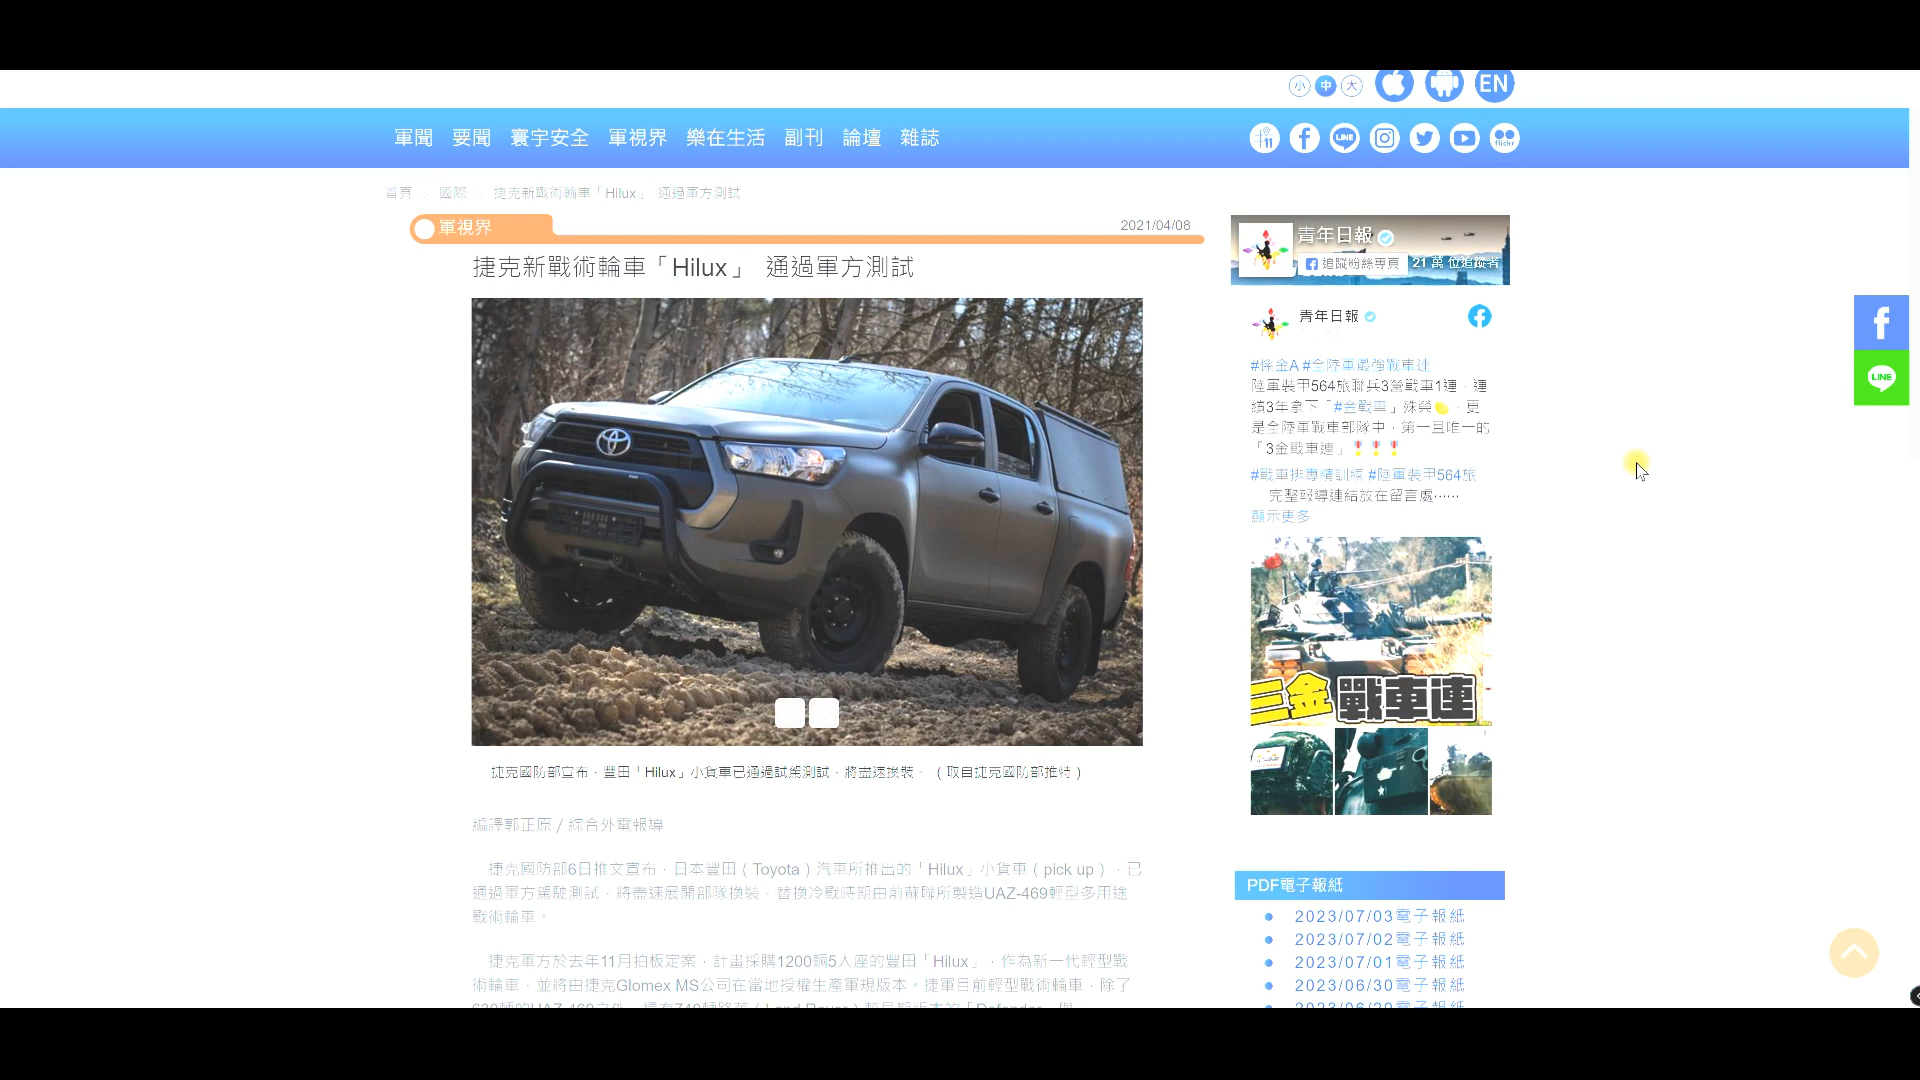 小 中 大 EN
軍聞 要聞 寰宇安全 軍視界 樂在生活 副刊 論壇 雜誌
LINE
flickr
首頁 > 國際 > 捷克新戰術輪車「Hilux」 通過軍方測試
軍視界
2021/04/08
捷克新戰術輪車「Hilux」 通過軍方測試
捷克國防部宣布，豐田「Hilux」小貨車已通過試駕測試，將盡速換裝。（取自捷克國防部推特）
編譯郭正原／綜合外電報導
捷克國防部6日推文宣布，日本豐田（Toyota）汽車所推出的「Hilux」小貨車（pick up），已
通過軍方駕駛測試，將盡速展開部隊換裝，替換冷戰時期由前蘇聯所製造UAZ-469輕型多用途
戰術輪車。
捷克軍方於去年11月拍板定案，計畫採購1200輛5人座的豐田「Hilux」，作為新一代輕型戰
術輪車，並將由捷克Glomex MS公司在當地授權生產軍規版本。捷軍目前輕型戰術輪車，除了
青年日報
追蹤粉絲專頁
21 萬 位追蹤者
青年日報
#係金A #全陸軍最強戰車連
陸軍裝甲564旅聯兵3營戰車1連，連
續3年拿下「#金戰車」殊榮，更
是全陸軍戰車部隊中，第一且唯一的
「3金戰車連」
#戰車排專精訓練 #陸軍裝甲564旅
完整報導連結放在留言處……
顯示更多
三金戰車連
PDF電子報紙
2023/07/03電子報紙
2023/07/02電子報紙
2023/07/01電子報紙
2023/06/30電子報紙
2023/06/29電子報紙
LINE